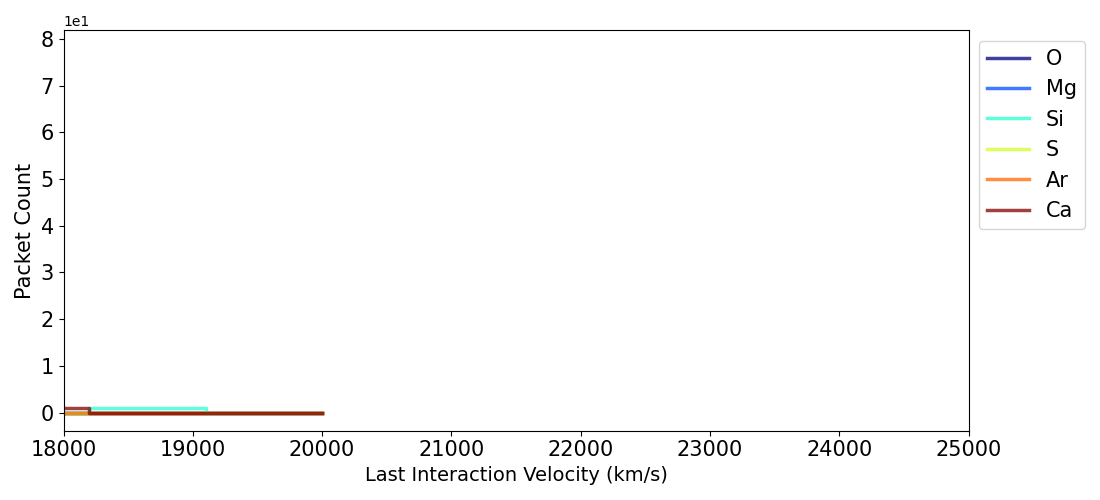 1e1
8
7
6
5
4
3
2
1
0
Packet Count
18000 19000 20000 21000 22000 23000 24000 25000
Last Interaction Velocity (km/s)
O
Mg
Si
S
Ar
Ca